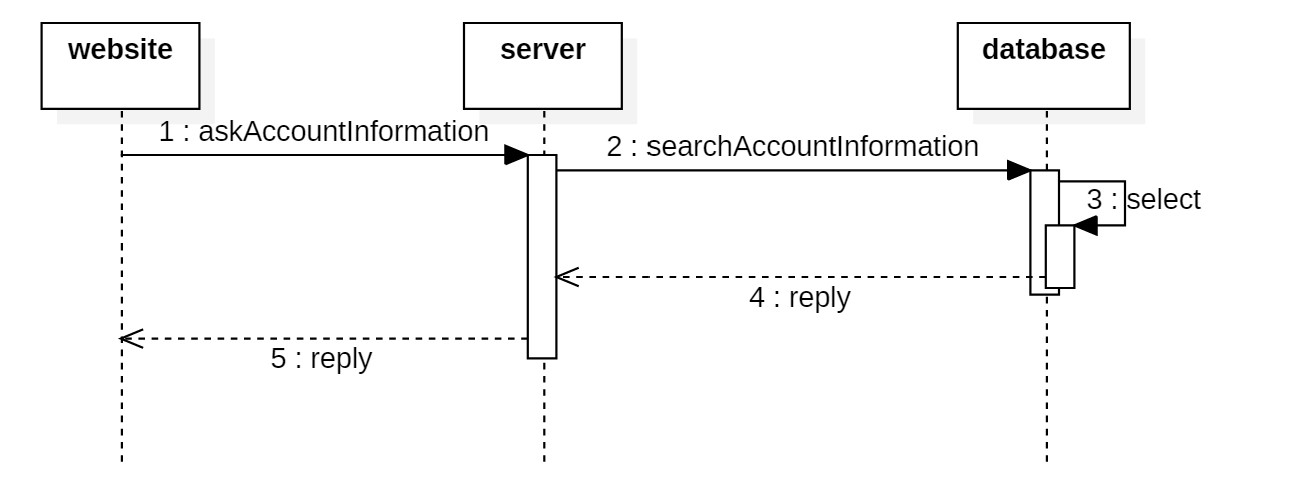 website
server
database
1 : askAccountInformation
2 : searchAccountInformation
3 : select
4 : reply
5 : reply